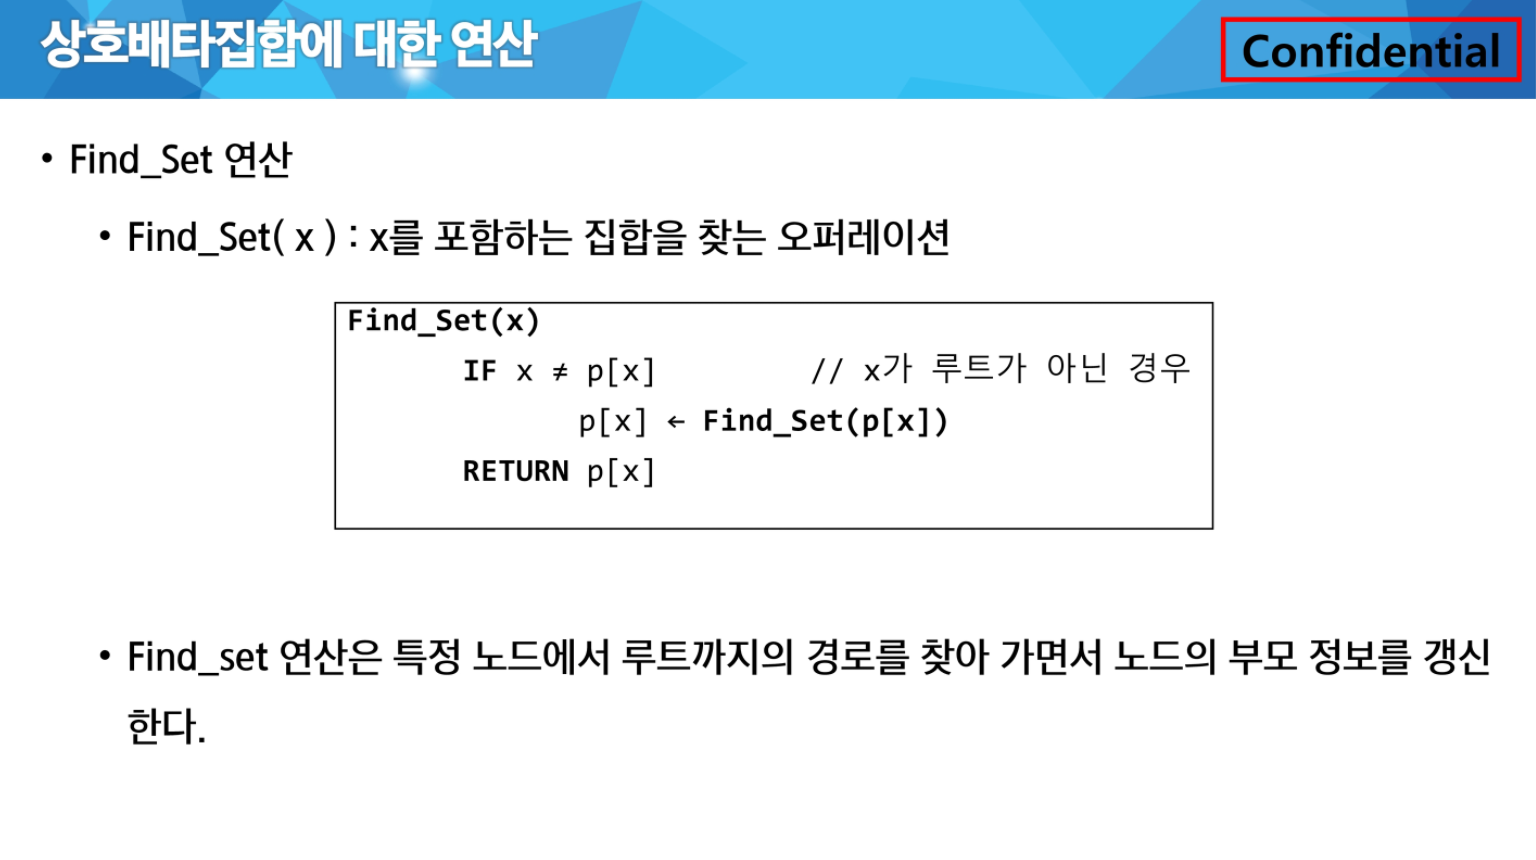 상호배타집합에 대한 연산
Confidential
• Find_Set 연산
• Find_Set( x ) : x를 포함하는 집합을 찾는 오퍼레이션
Find_Set(x)
IF x ≠ p[x] // x가 루트가 아닌 경우
p[x] ← Find_Set(p[x])
RETURN p[x]
• Find_set 연산은 특정 노드에서 루트까지의 경로를 찾아 가면서 노드의 부모 정보를 갱신
한다.